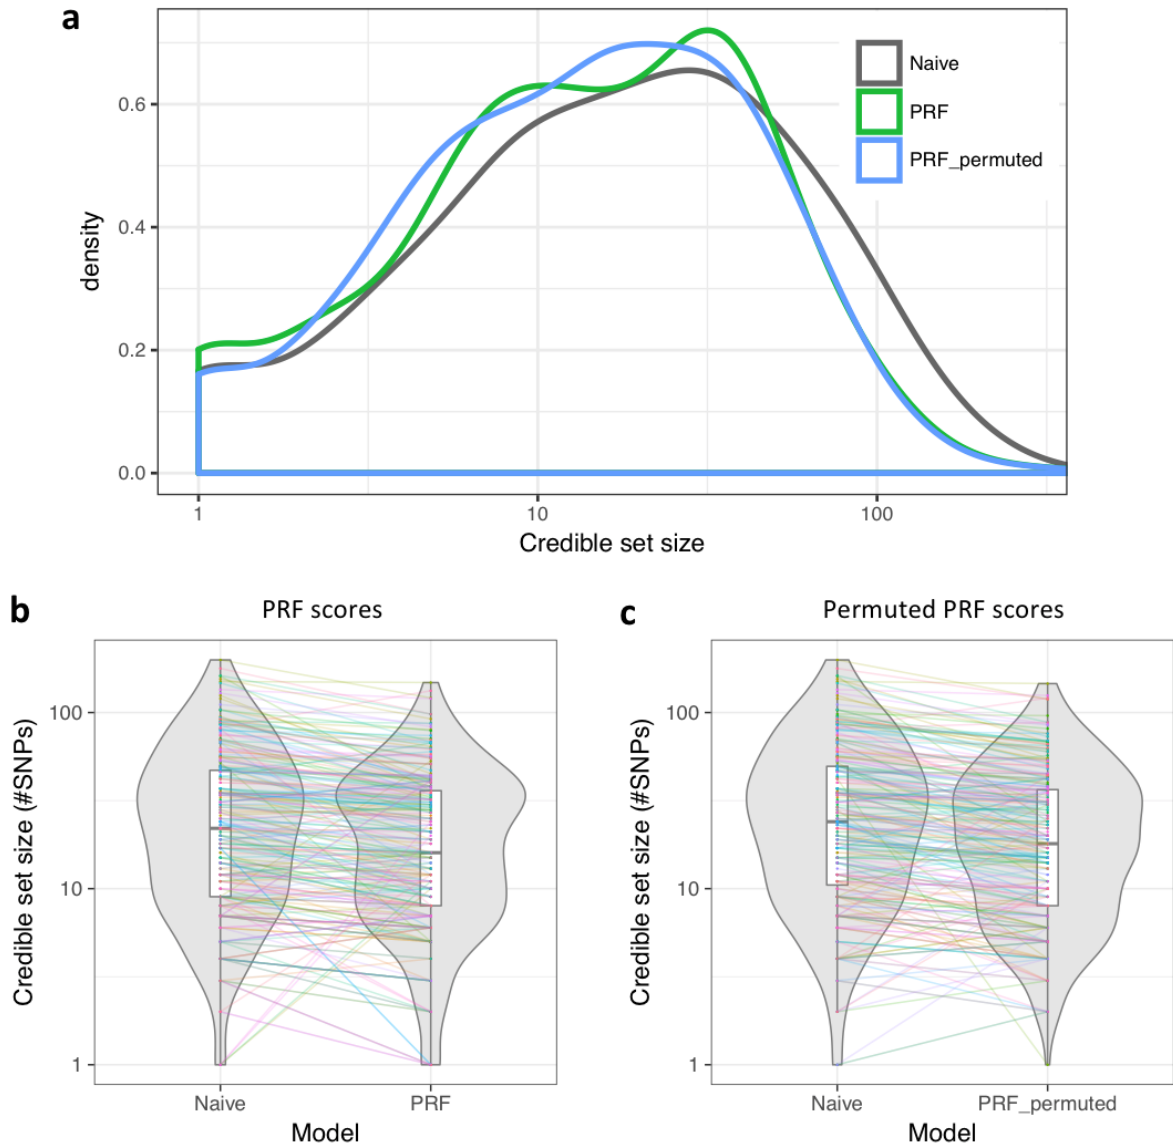 a
Naive
PRF
PRF_permuted
0.6
0.4
0.2
0.0
density
1 10 100
Credible set size
b PRF scores
100
10
1
Credible set size (#SNPs)
Naive PRF
Model
c Permuted PRF scores
100
10
1
Credible set size (#SNPs)
Naive PRF_permuted
Model